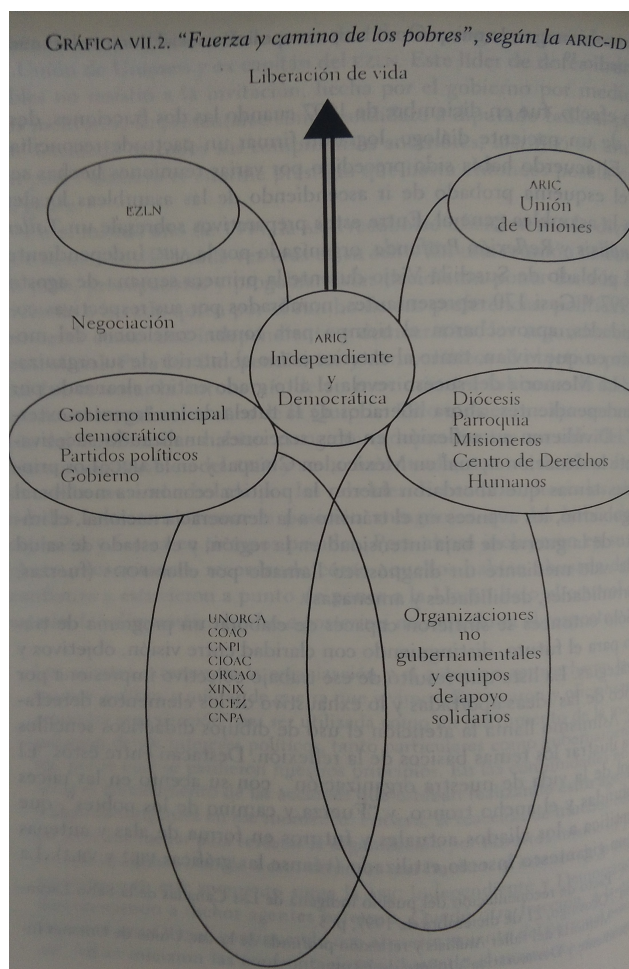 GRÁFICA VII.2. "Fuerza y camino de los pobres", según la ARIC-ID
Liberación de vida
EZLN
ARIC
Unión
de Uniones
Negociación
ARIC
Independiente
y
Democrática
Gobierno municipal
democrático
Partidos políticos
Gobierno
Diócesis
Parroquia
Misioneros
Centro de Derechos
Humanos
UNORCA
COAO
CNPI
CIOAC
ORCAO
XINIX
OCEZ
CNPA
Organizaciones
no
gubernamentales
y equipos
de apoyo
solidarios